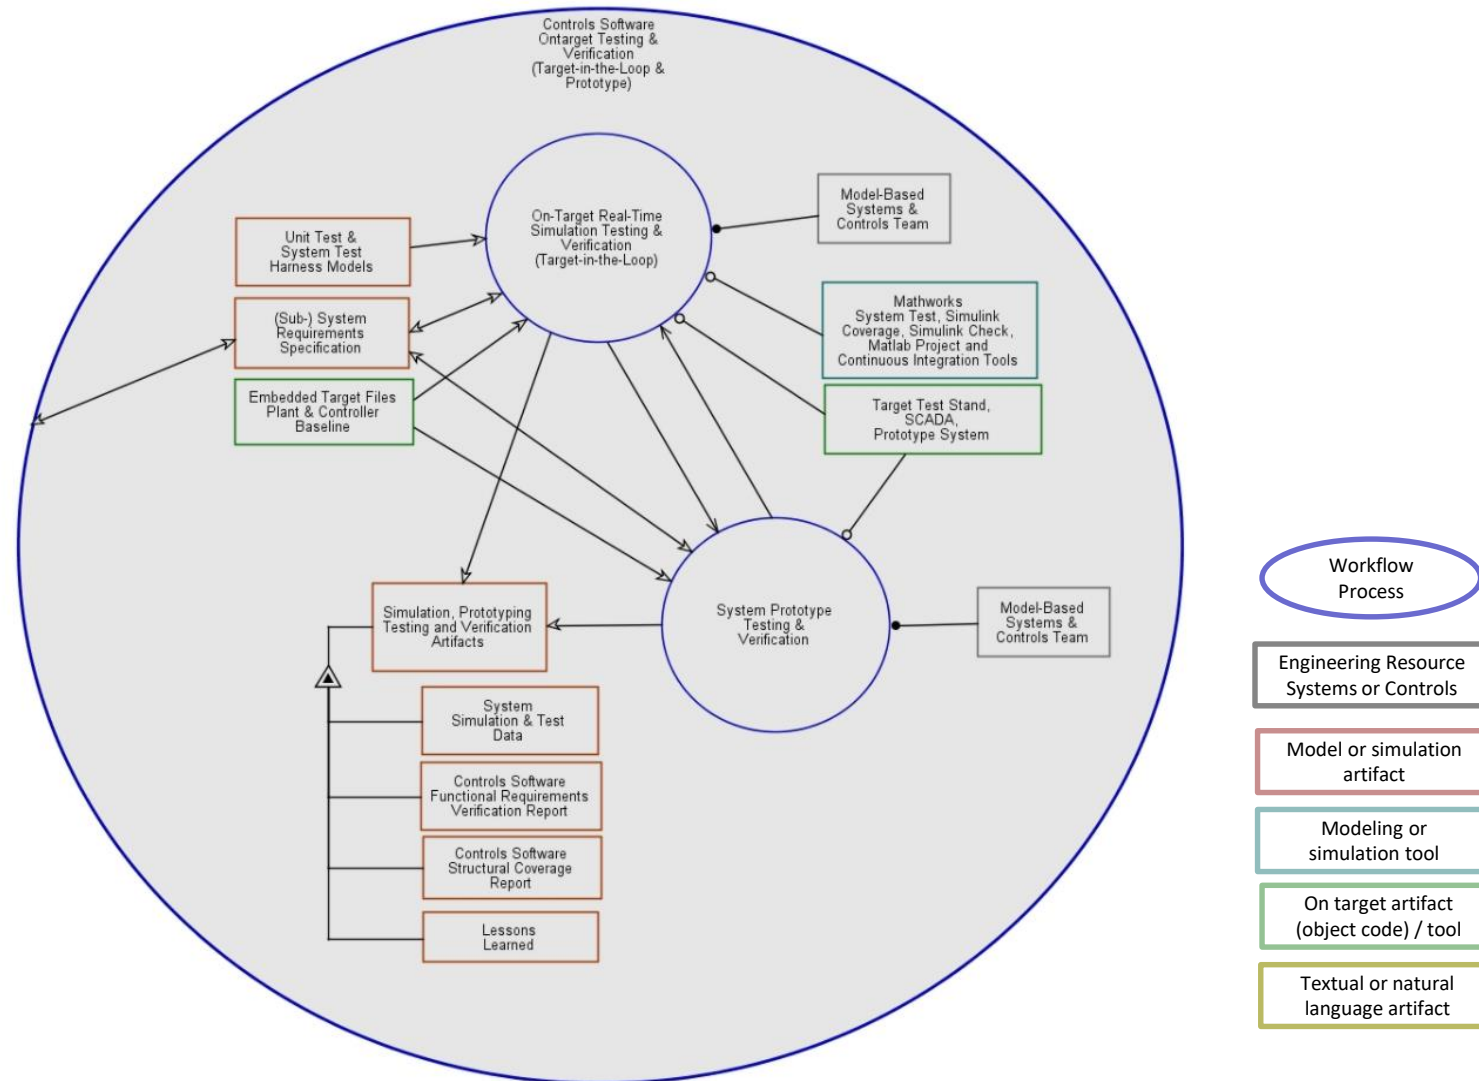 Controls Software
Ontarget Testing &
Verification
(Target-in-the-Loop &
Prototype)
On-Target Real-Time
Simulation Testing &
Verification
(Target-in-the-Loop)
Model-Based
Systems &
Controls Team
Unit Test &
System Test
Harness Models
(Sub-) System
Requirements
Specification
Embedded Target Files
Plant & Controller
Baseline
Mathworks
System Test, Simulink
Coverage, Simulink Check,
Matlab Project and
Continuous Integration Tools
Target Test Stand,
SCADA,
Prototype System
Simulation, Prototyping
Testing and Verification
Artifacts
System Prototype
Testing &
Verification
Model-Based
Systems &
Controls Team
System
Simulation & Test
Data
Controls Software
Functional Requirements
Verification Report
Controls Software
Structural Coverage
Report
Lessons
Learned
Workflow
Process
Engineering Resource
Systems or Controls
Model or simulation
artifact
Modeling or
simulation tool
On target artifact
(object code) / tool
Textual or natural
language artifact